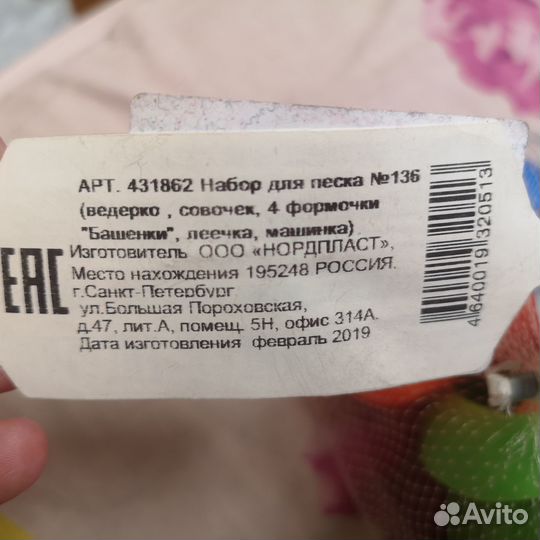 АРТ. 431862 Набор для песка №136
(ведерко , совочек, 4 формочки
"Башенки", леечка, машинка)
Изготовитель ООО «НОРДПЛАСТ»,
Место нахождения 195248 РОССИЯ.
г.Санкт-Петербург
ул.Большая Пороховская,
д.47, лит.А, помещ. 5Н, офис 314А.
Дата изготовления февраль 2019
EAC
4640019320513
Avito